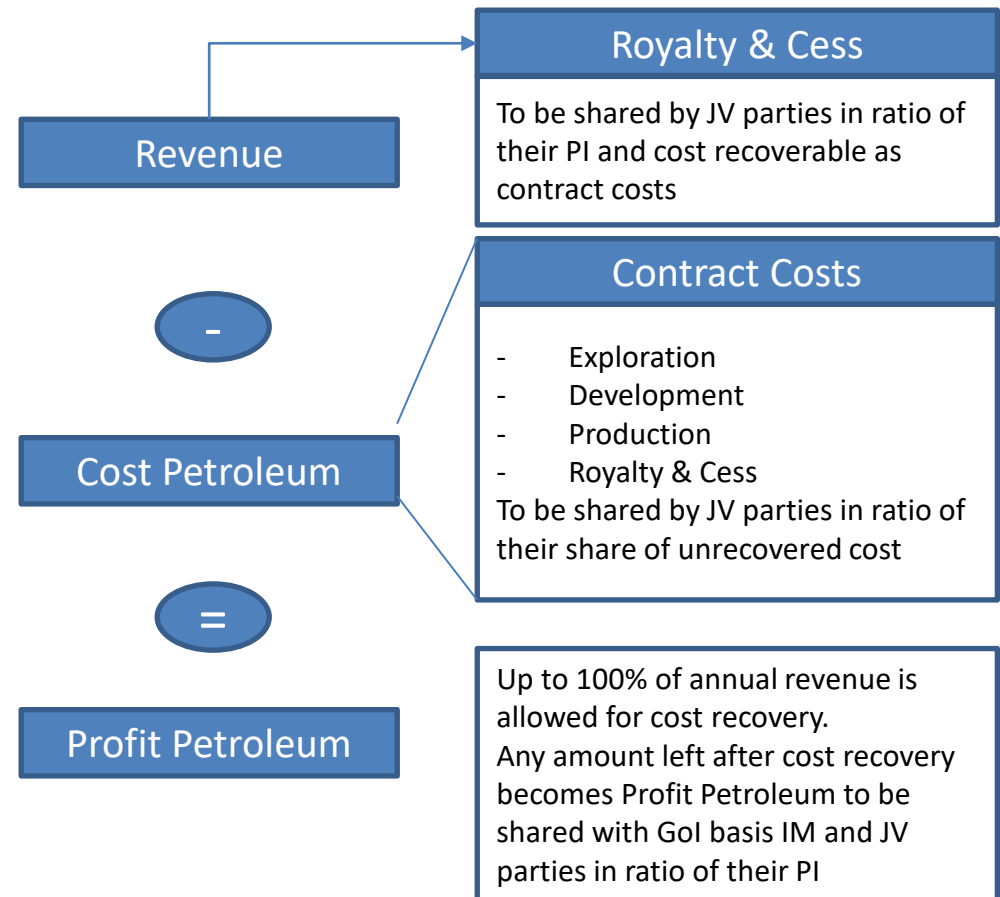 Revenue
-
Cost Petroleum
=
Profit Petroleum
Royalty & Cess
To be shared by JV parties in ratio of
their PI and cost recoverable as
contract costs
Contract Costs
- Exploration
- Development
- Production
- Royalty & Cess
To be shared by JV parties in ratio of
their share of unrecovered cost
Up to 100% of annual revenue is
allowed for cost recovery.
Any amount left after cost recovery
becomes Profit Petroleum to be
shared with GoI basis IM and JV
parties in ratio of their PI